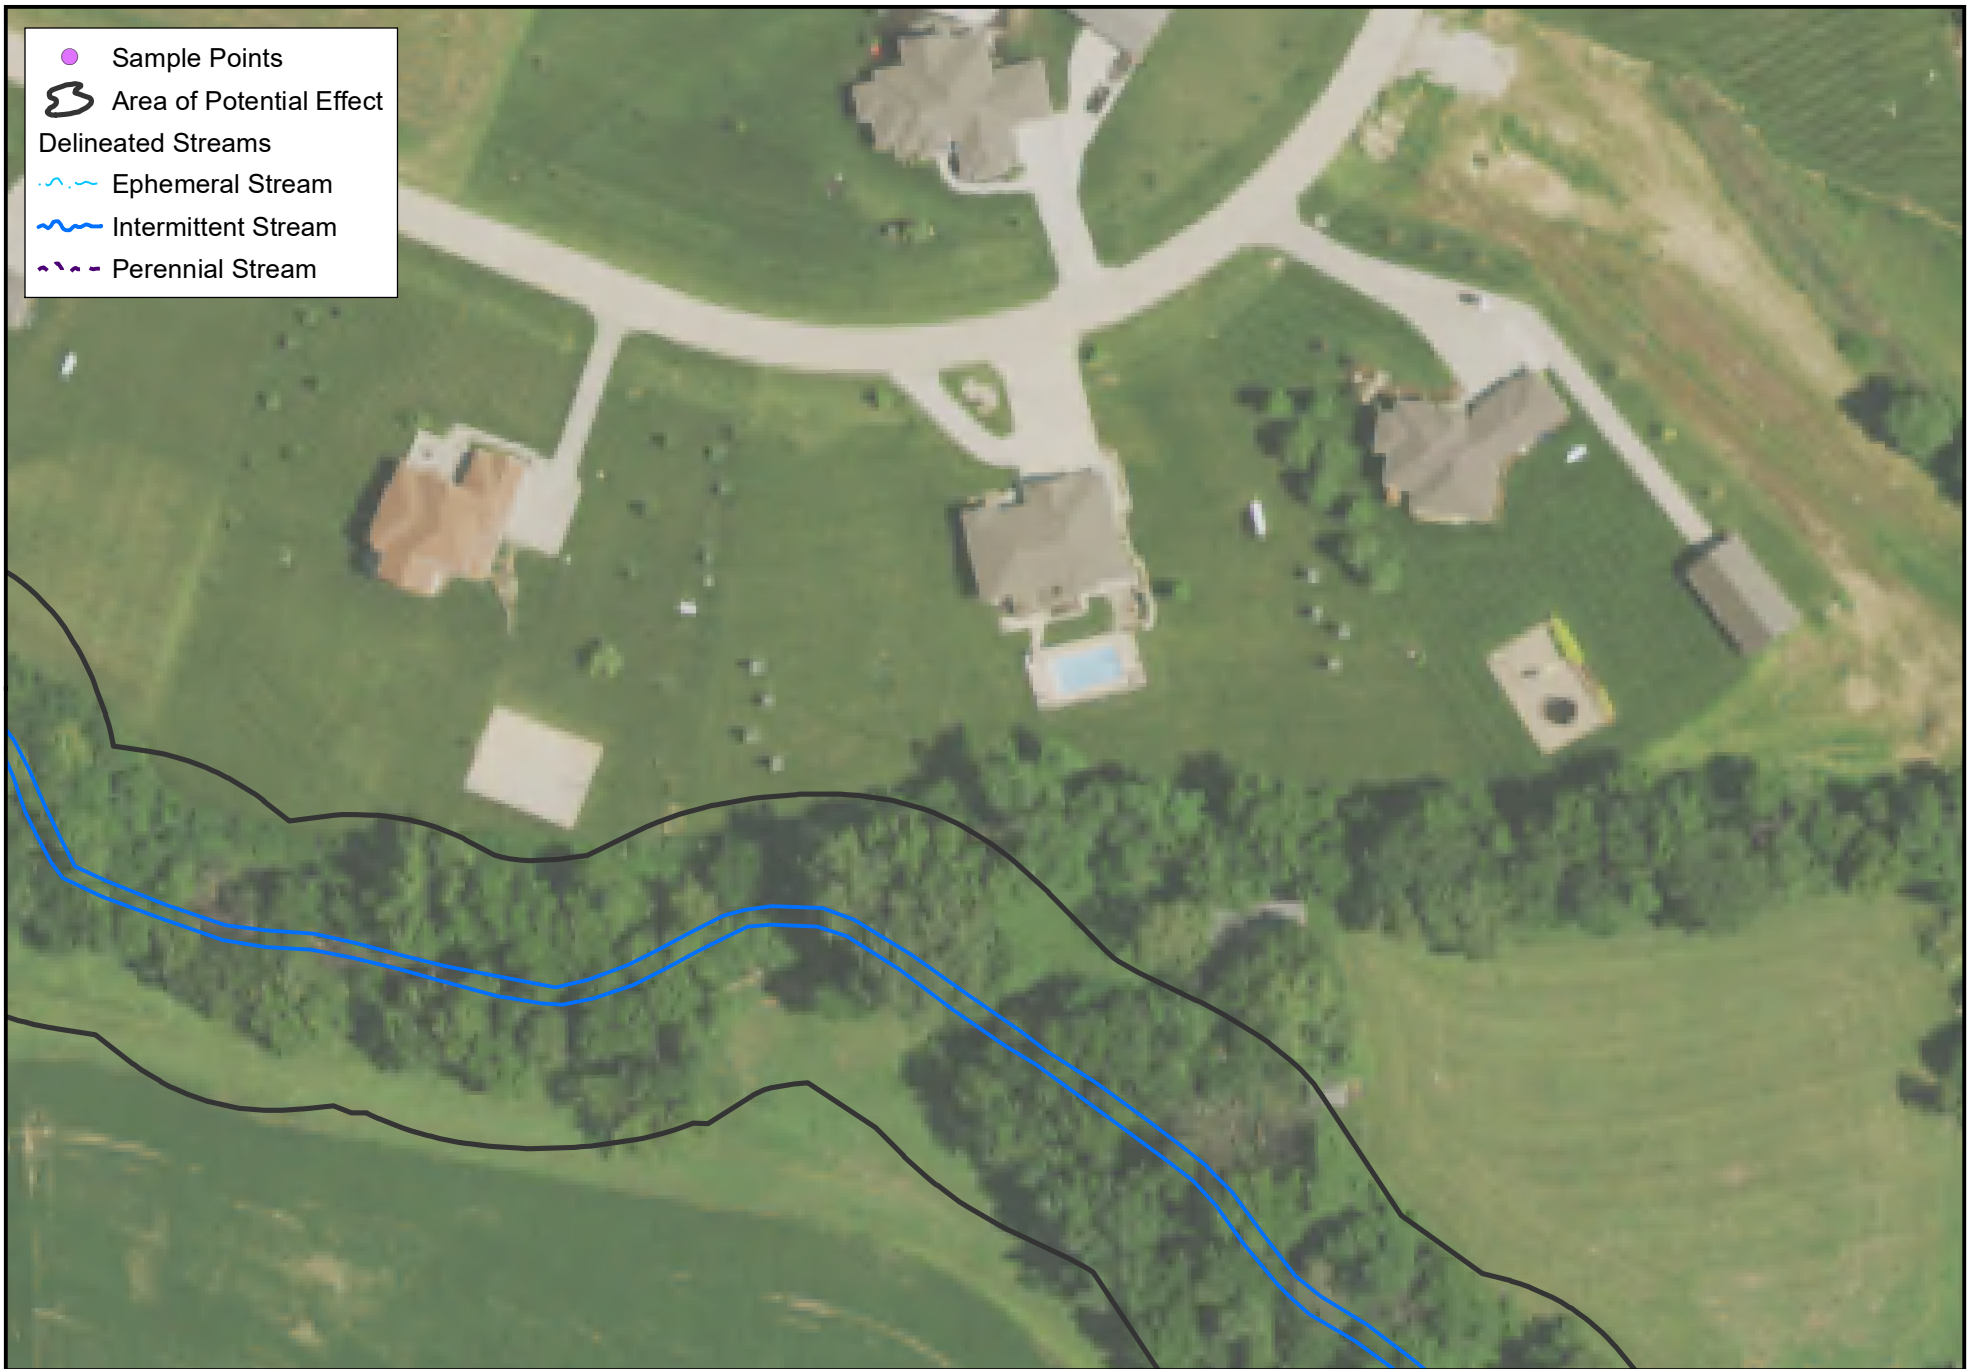 Sample Points
Area of Potential Effect
Delineated Streams
Ephemeral Stream
Intermittent Stream
Perennial Stream